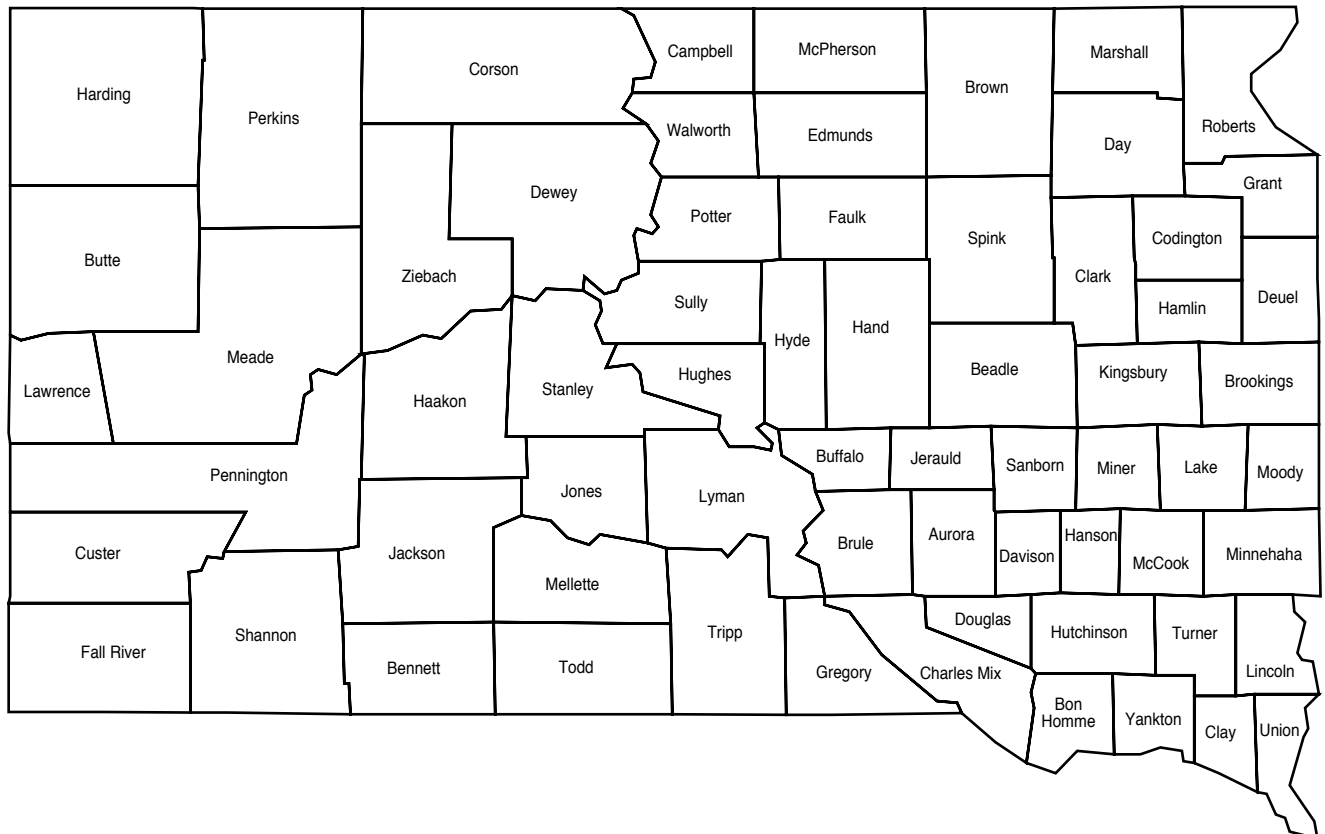 Campbell
McPherson
Marshall
Corson
Brown
Harding
Perkins
Roberts
Walworth
Edmunds
Day
Grant
Dewey
Potter
Faulk
Spink
Codington
Butte
Ziebach
Clark
Deuel
Sully
Hamlin
Hand
Hyde
Meade
Hughes
Beadle
Kingsbury
Brookings
Lawrence
Stanley
Haakon
Buffalo
Jerauld
Sanborn
Miner
Lake
Moody
Pennington
Jones
Lyman
Brule
Aurora
Hanson
Custer
Jackson
Davison
McCook
Minnehaha
Mellette
Shannon
Tripp
Douglas
Hutchinson
Turner
Fall River
Bennett
Todd
Gregory
Charles Mix
Lincoln
Bon
Homme
Yankton
Clay
Union